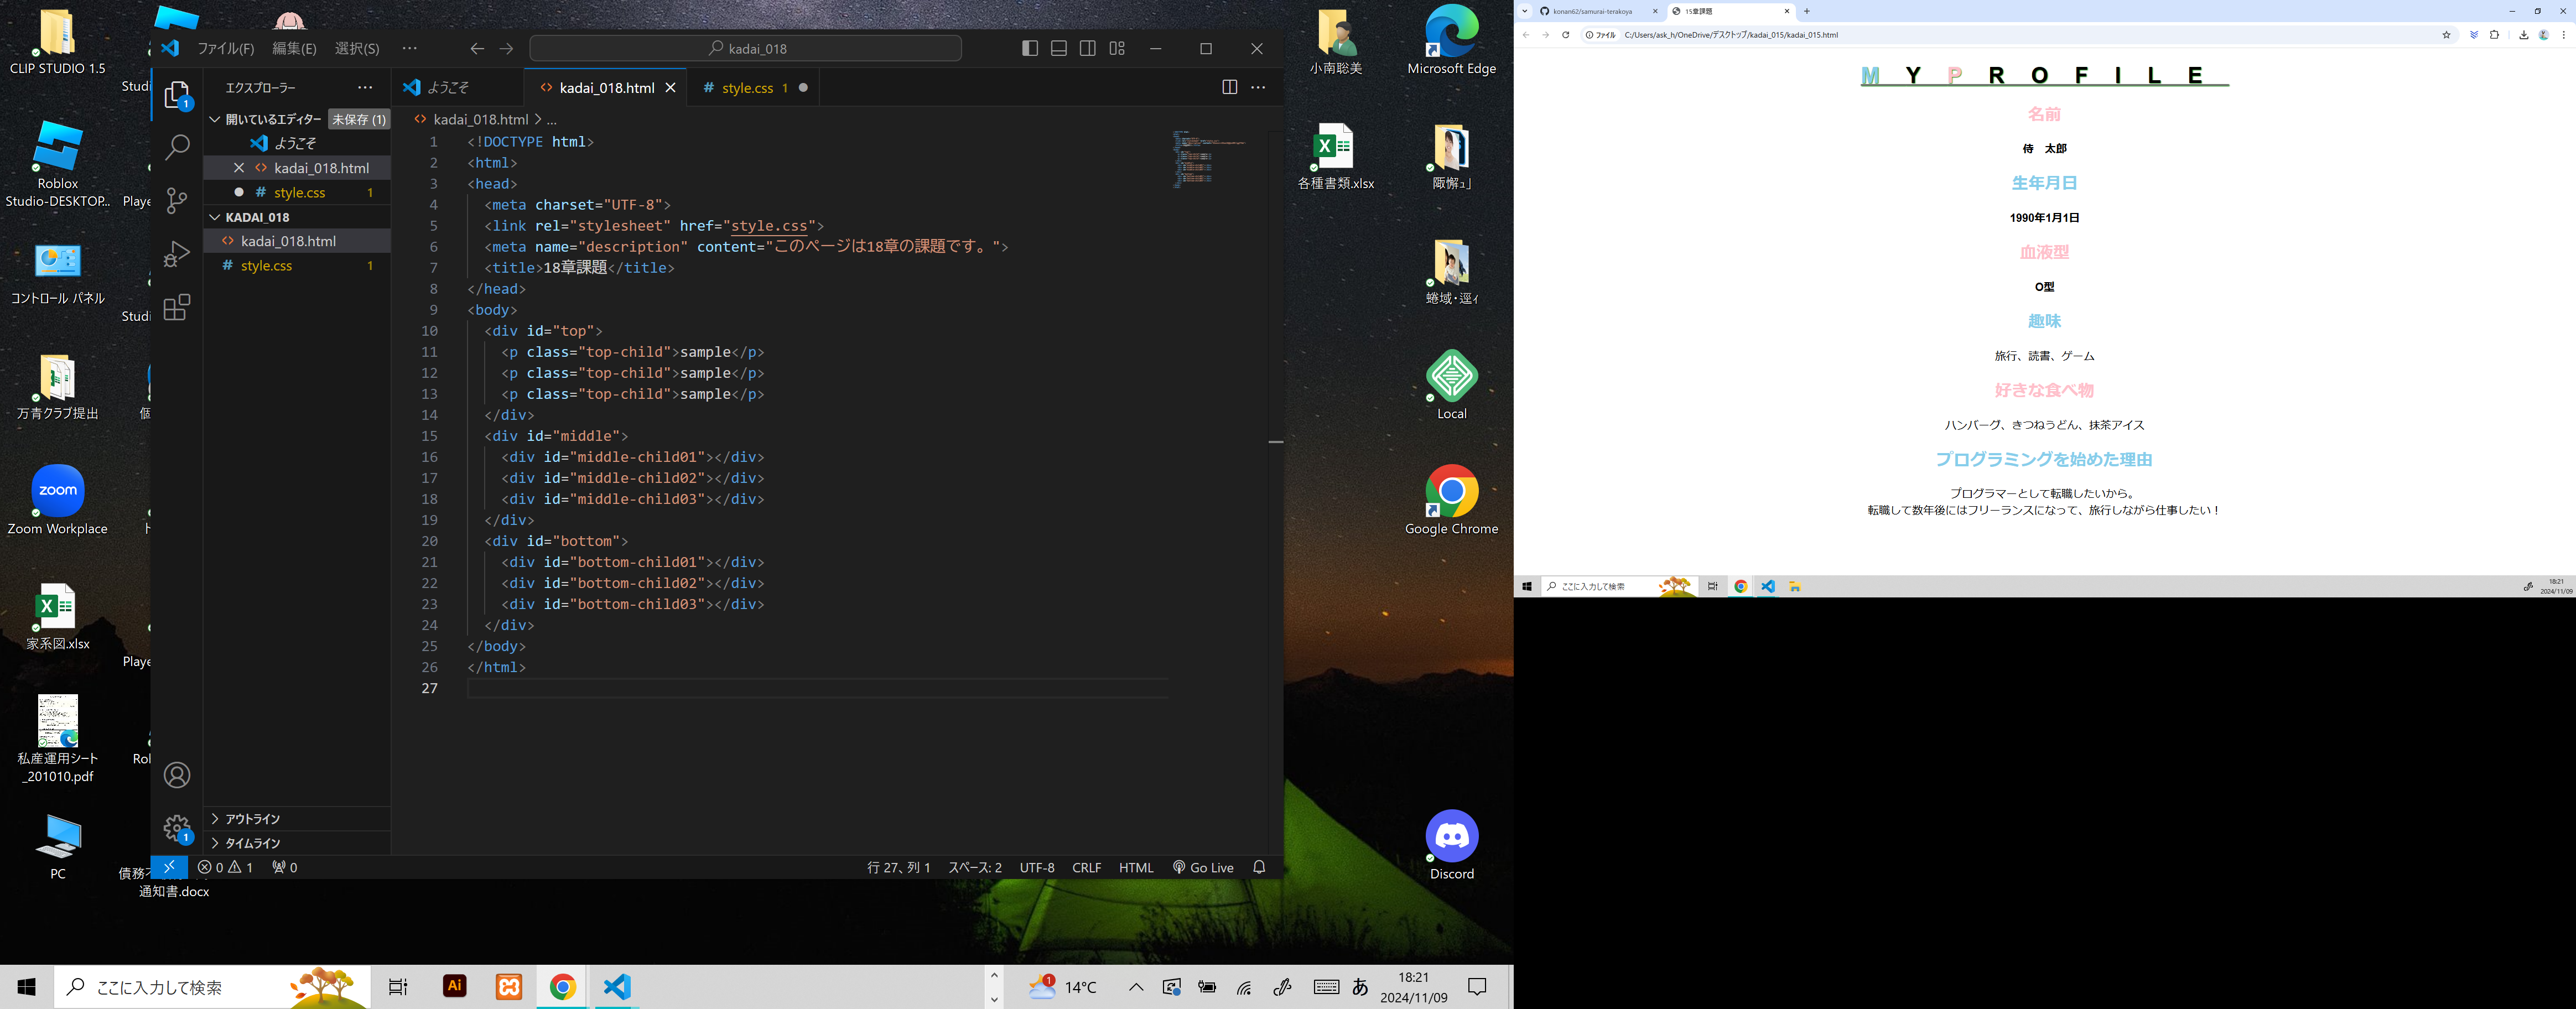 CLIP STUDIO 1.5
Studi
Roblox
Studio-DESKTOP...
Playe
コントロール パネル
Studi
万青クラブ提出
zoom
Zoom Workplace
家系図.xlsx
Playe
私産運用シート
_201010.pdf
Rol
PC
通知書.docx
ファイル(F) 編集(E) 選択(S) ···
kadai_018
エクスプローラー ···
開いているエディター 未保存 (1)
ようこそ
kadai_018.html
# style.css 1
KADAI_018
kadai_018.html
# style.css 1
アウトライン
タイムライン
ようこそ
kadai_018.html
# style.css 1
kadai_018.html > ...
1 <!DOCTYPE html>
2 <html>
3 <head>
4 <meta charset="UTF-8">
5 <link rel="stylesheet" href="style.css">
6 <meta name="description" content="このページは18章の課題です。">
7 <title>18章課題</title>
8 </head>
9 <body>
10 <div id="top">
11 <p class="top-child">sample</p>
12 <p class="top-child">sample</p>
13 <p class="top-child">sample</p>
14 </div>
15 <div id="middle">
16 <div id="middle-child01"></div>
17 <div id="middle-child02"></div>
18 <div id="middle-child03"></div>
19 </div>
20 <div id="bottom">
21 <div id="bottom-child01"></div>
22 <div id="bottom-child02"></div>
23 <div id="bottom-child03"></div>
24 </div>
25 </body>
26 </html>
27
0 1 0
行 27、列 1 スペース: 2 UTF-8 CRLF HTML Go Live
小南聡美
Microsoft Edge
各種書類.xlsx
Local
Google Chrome
Discord
ここに入力して検索
Ai
1
14°C
あ
18:21
2024/11/09
konan62/samurai-terakoya
15章課題
ファイル C:/Users/ask_h/OneDrive/デスクトップ/kadai_015/kadai_015.html
MY PROFILE
名前
侍 太郎
生年月日
1990年1月1日
血液型
O型
趣味
旅行、読書、ゲーム
好きな食べ物
ハンバーグ、きつねうどん、抹茶アイス
プログラミングを始めた理由
プログラマーとして転職したいから。
転職して数年後にはフリーランスになって、旅行しながら仕事したい！
ここに入力して検索
18:21
2024/11/09